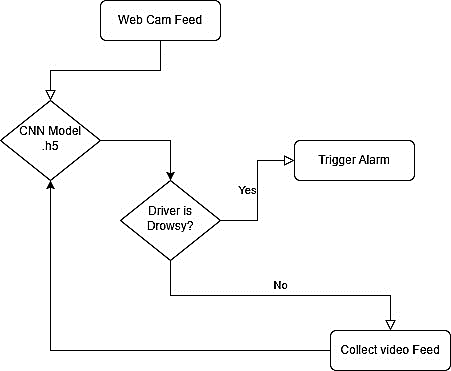 Web Cam Feed
CNN Model
.h5
Trigger Alarm
Yes
Driver is
Drowsy?
No
Collect video Feed